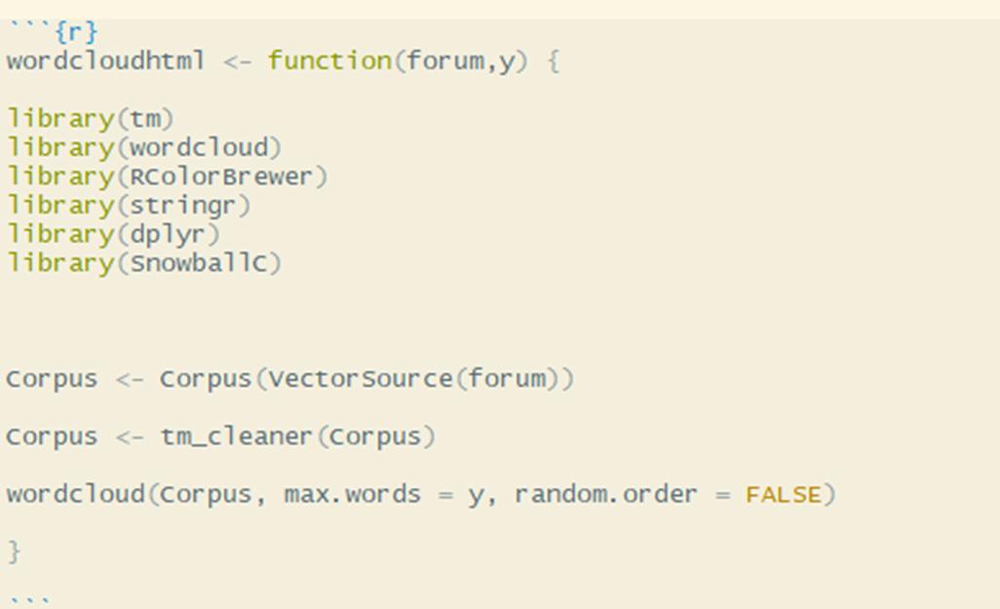 ```{r}
wordcloudhtml <- function(forum,y) {
library(tm)
library(wordcloud)
library(RColorBrewer)
library(stringr)
library(dplyr)
library(SnowballC)
Corpus <- Corpus(VectorSource(forum))
Corpus <- tm_cleaner(Corpus)
wordcloud(Corpus, max.words = y, random.order = FALSE)
}
```